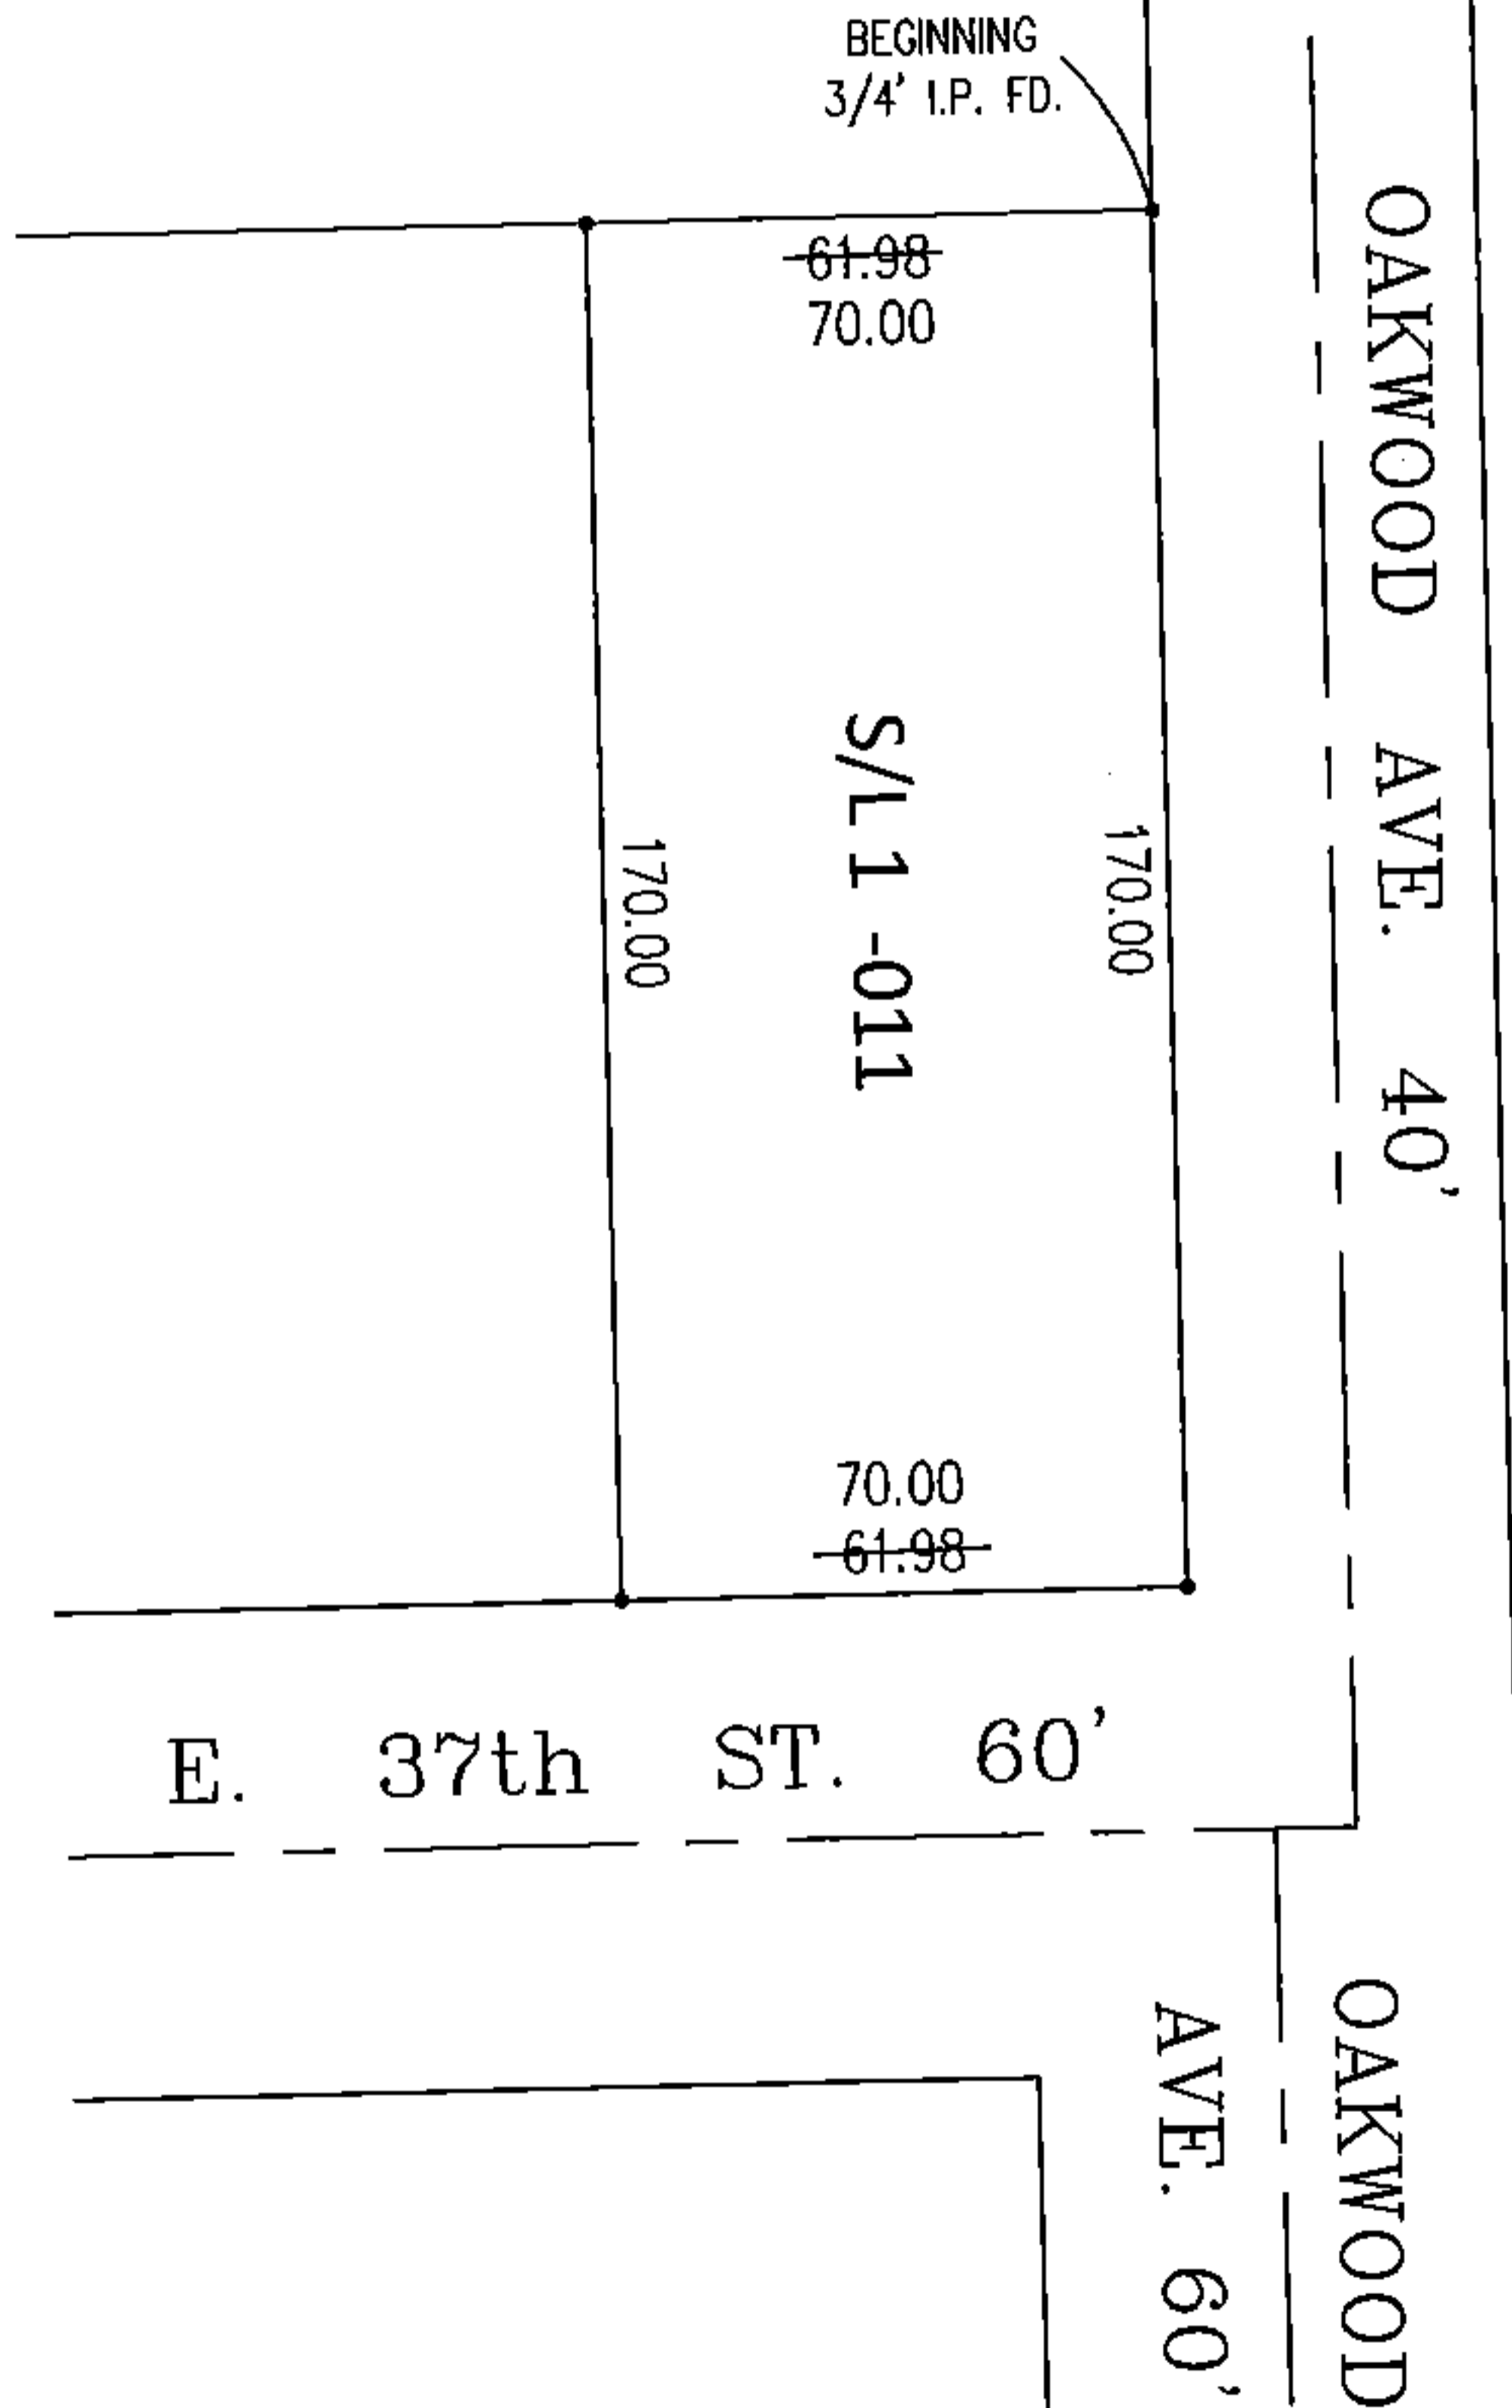 BEGINNING
3/4' I.P. FD.
61.98
70.00
OAKWOOD AVE. 40'
S/L 1-011
170.00
170.00
70.00
61.98
E. 37th ST. 60'
OAKWOOD
AVE. 60'